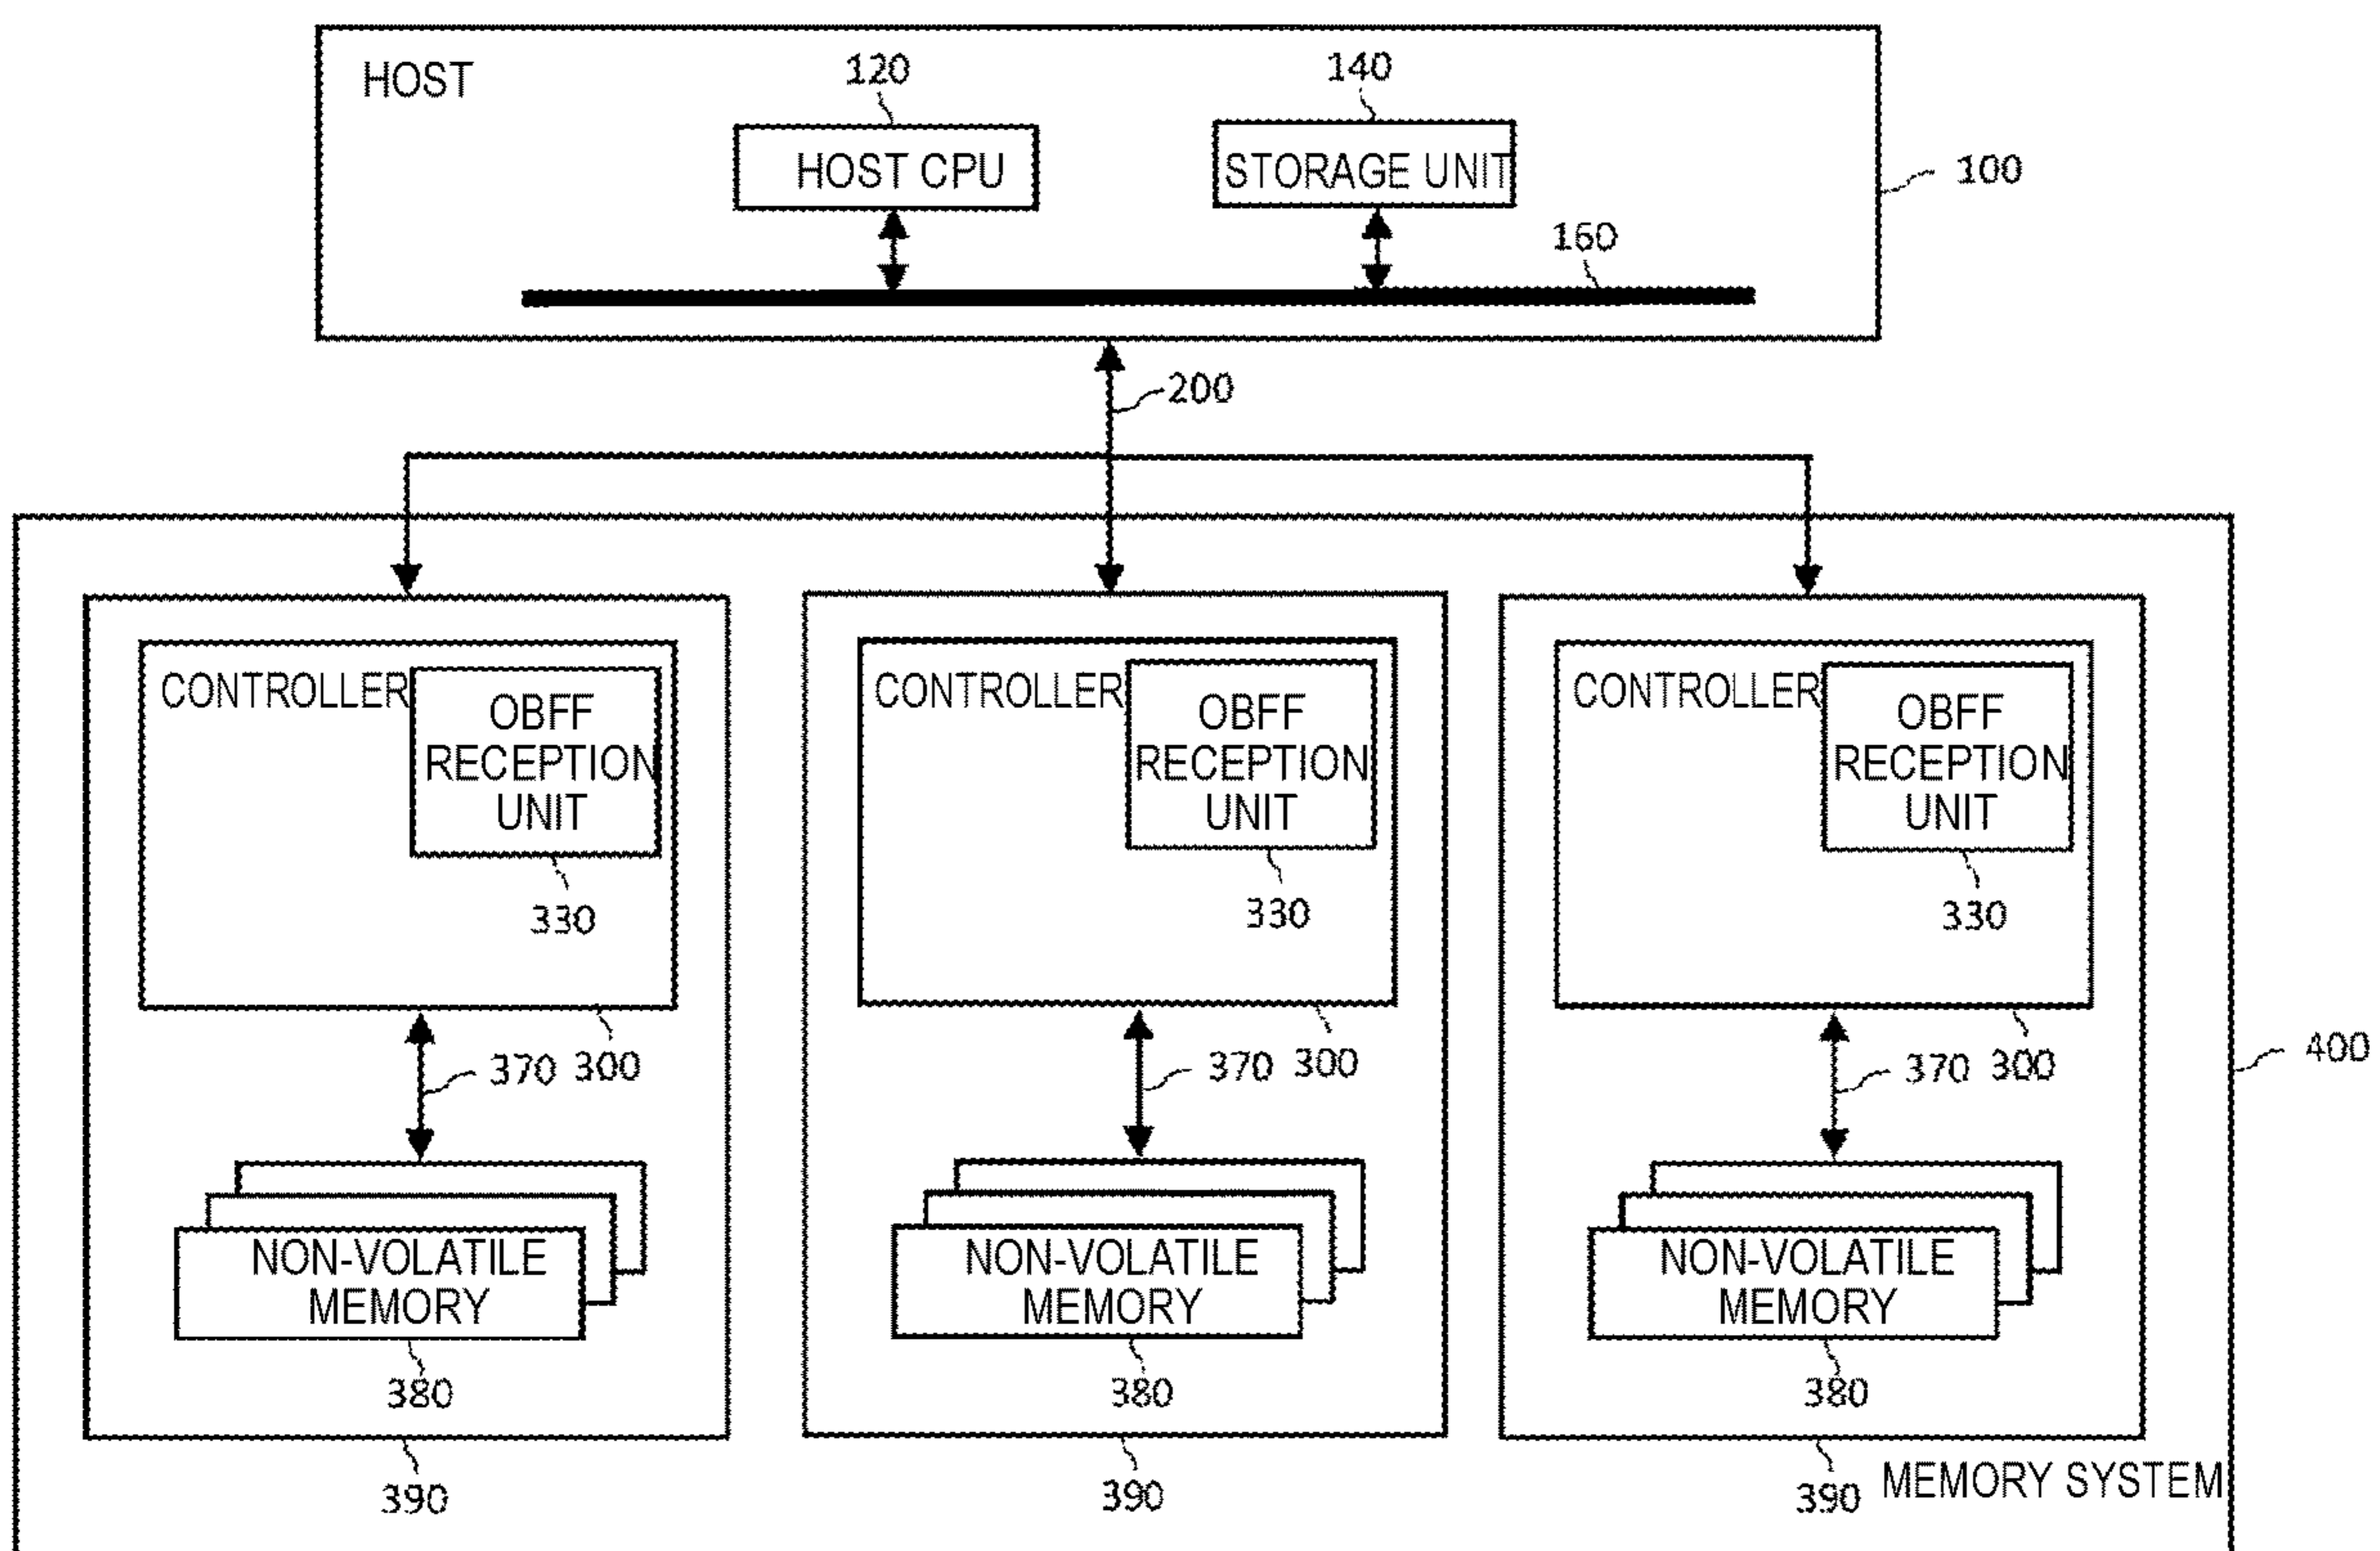 HOST
120
140
HOST CPU
STORAGE UNIT
100
160
200
CONTROLLER
OBFF
RECEPTION
UNIT
330
CONTROLLER
OBFF
RECEPTION
UNIT
330
CONTROLLER
OBFF
RECEPTION
UNIT
330
370 300
370 300
370 300
400
NON-VOLATILE
MEMORY
380
NON-VOLATILE
MEMORY
380
NON-VOLATILE
MEMORY
380
390
390
390
MEMORY SYSTEM